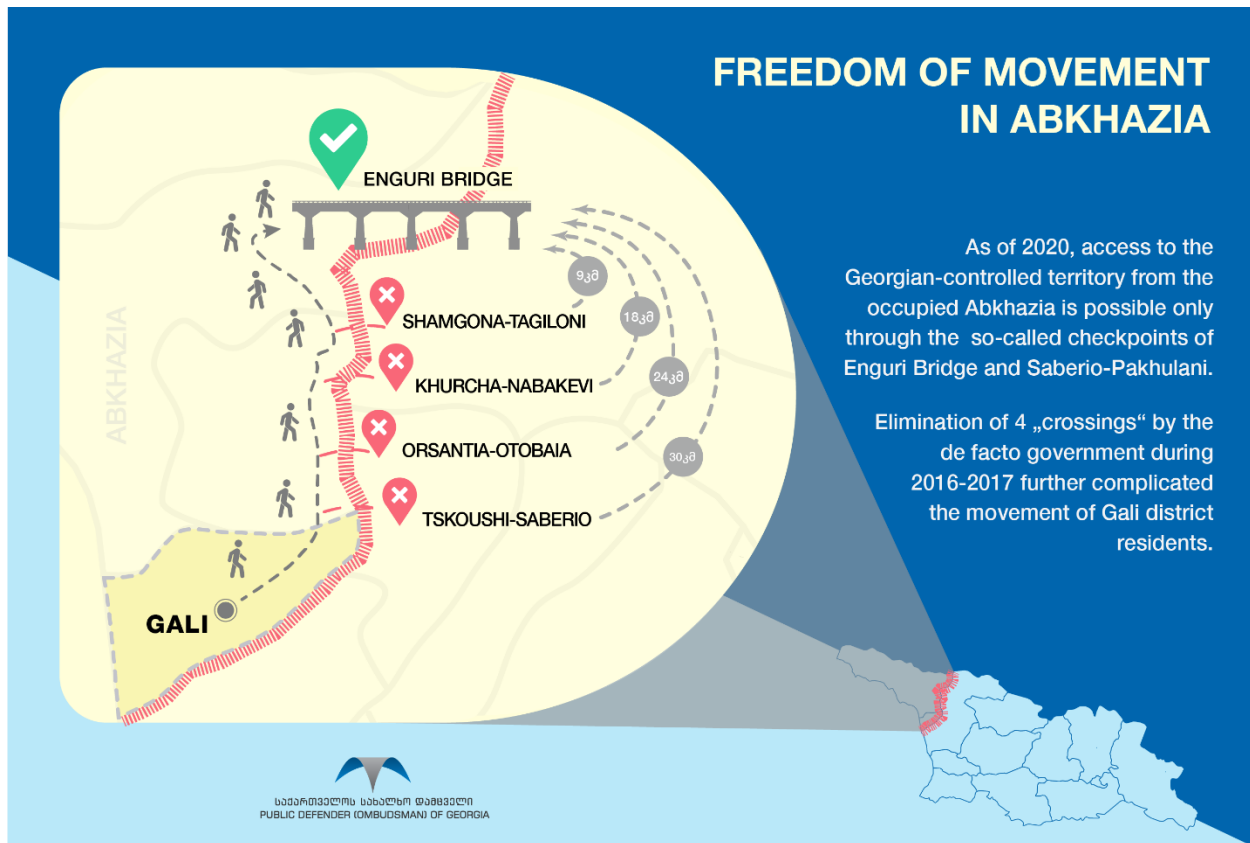 FREEDOM OF MOVEMENT
IN ABKHAZIA
As of 2020, access to the
Georgian-controlled territory from the
occupied Abkhazia is possible only
through the so-called checkpoints of
Enguri Bridge and Saberio-Pakhulani.
Elimination of 4 „crossings“ by the
de facto government during
2016-2017 further complicated
the movement of Gali district
residents.
ABKHAZIA
ENGURI BRIDGE
SHAMGONA-TAGILONI
9კმ
KHURCHA-NABAKEVI
18კმ
ORSANTIA-OTOBAIA
24კმ
TSKOUSHI-SABERIO
30კმ
GALI
საქართველოს სახალხო დამცველი
PUBLIC DEFENDER (OMBUDSMAN) OF GEORGIA